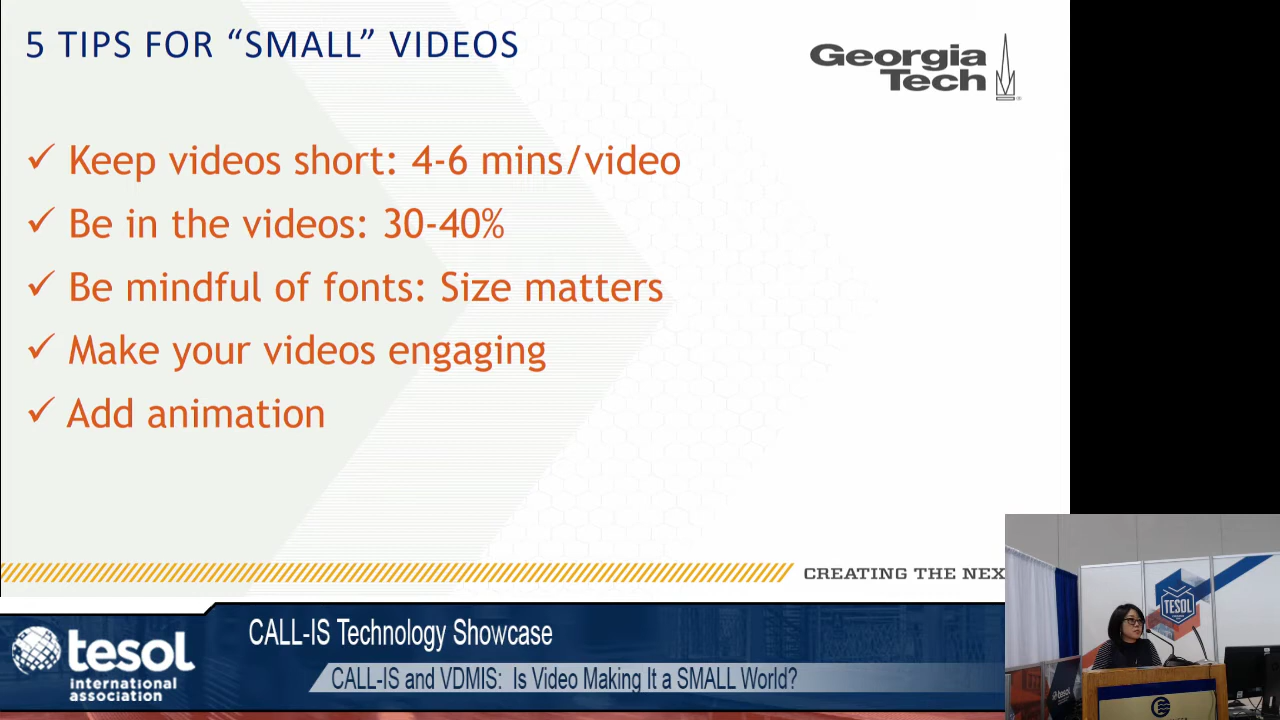 5 TIPS FOR “SMALL” VIDEOS
Georgia
Tech
✓ Keep videos short: 4-6 mins/video
✓ Be in the videos: 30-40%
✓ Be mindful of fonts: Size matters
✓ Make your videos engaging
✓ Add animation
CREATING THE NEX
TESOL
tesol
tesol
international
association
CALL-IS Technology Showcase
CALL-IS and VDMIS: Is Video Making It a SMALL World?